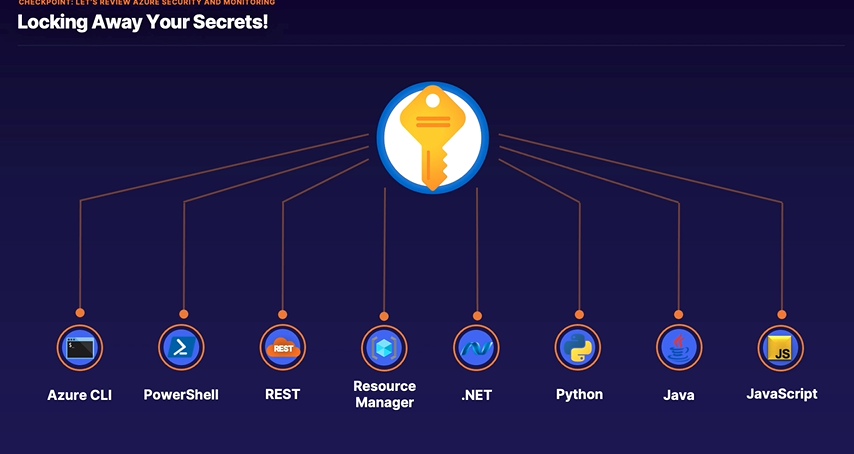 CHECKPOINT: LET'S REVIEW AZURE SECURITY AND MONITORING
Locking Away Your Secrets!
REST
JS
Azure CLI
PowerShell
REST
Resource
Manager
.NET
Python
Java
JavaScript